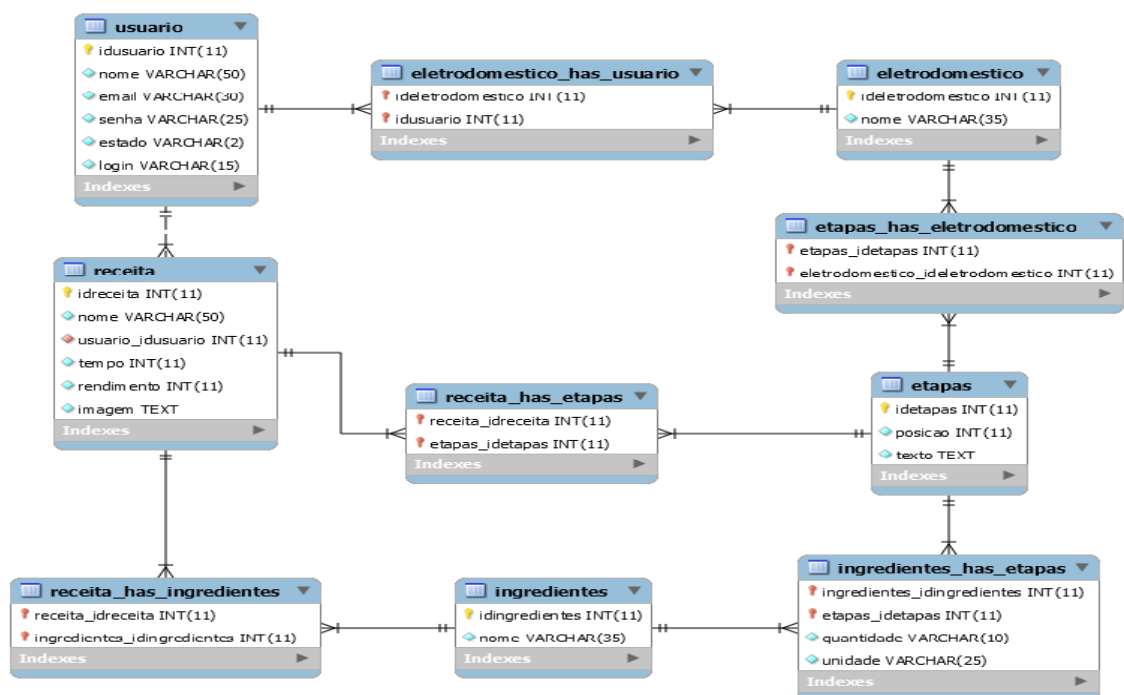 usuario
idusuario INT(11)
nome VARCHAR(50)
email VARCHAR(30)
senha VARCHAR(25)
estado VARCHAR(2)
login VARCHAR(15)
Indexes
eletrodomestico_has_usuario
ideletrodomestico INT(11)
idusuario INT(11)
Indexes
eletrodomestico
ideletrodomestico INT(11)
nome VARCHAR(35)
Indexes
etapas_has_eletrodomestico
etapas_idetapas INT(11)
eletrodomestico_ideletrodomestico INT(11)
Indexes
receita
idreceita INT(11)
nome VARCHAR(50)
usuario_idusuario INT(11)
tempo INT(11)
rendimento INT(11)
imagem TEXT
Indexes
receita_has_etapas
receita_idreceita INT(11)
etapas_idetapas INT(11)
Indexes
etapas
idetapas INT(11)
posicao INT(11)
texto TEXT
Indexes
receita_has_ingredientes
receita_idreceita INT(11)
ingredientes_idingredientes INT(11)
Indexes
ingredientes
idingredientes INT(11)
nome VARCHAR(35)
Indexes
ingredientes_has_etapas
ingredientes_idingredientes INT(11)
etapas_idetapas INT(11)
quantidade VARCHAR(10)
unidade VARCHAR(25)
Indexes